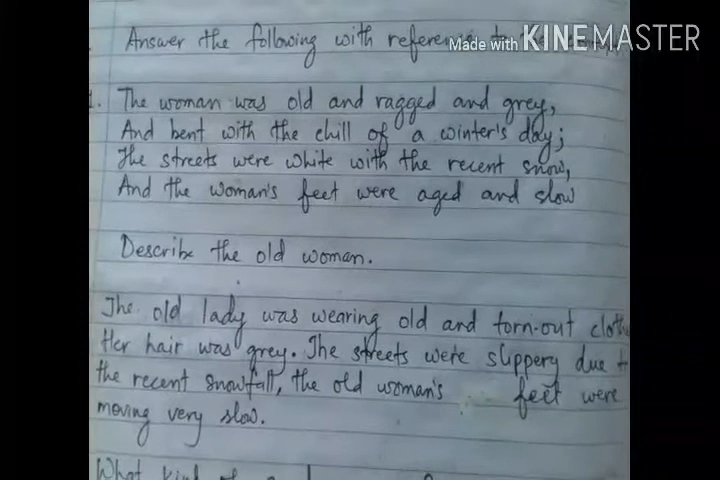 Answer the following with reference to
Made with KINEMASTER
1. The woman was old and ragged and grey,
And bent with the chill of a winter's day;
The streets were white with the recent snow,
And the woman's feet were aged and slow
Describe the old woman.
The old lady was wearing old and torn-out
Her hair was grey. The streets were slippery due
the recent snowfall, the old woman's feet were
moving very slow.
What kind of a